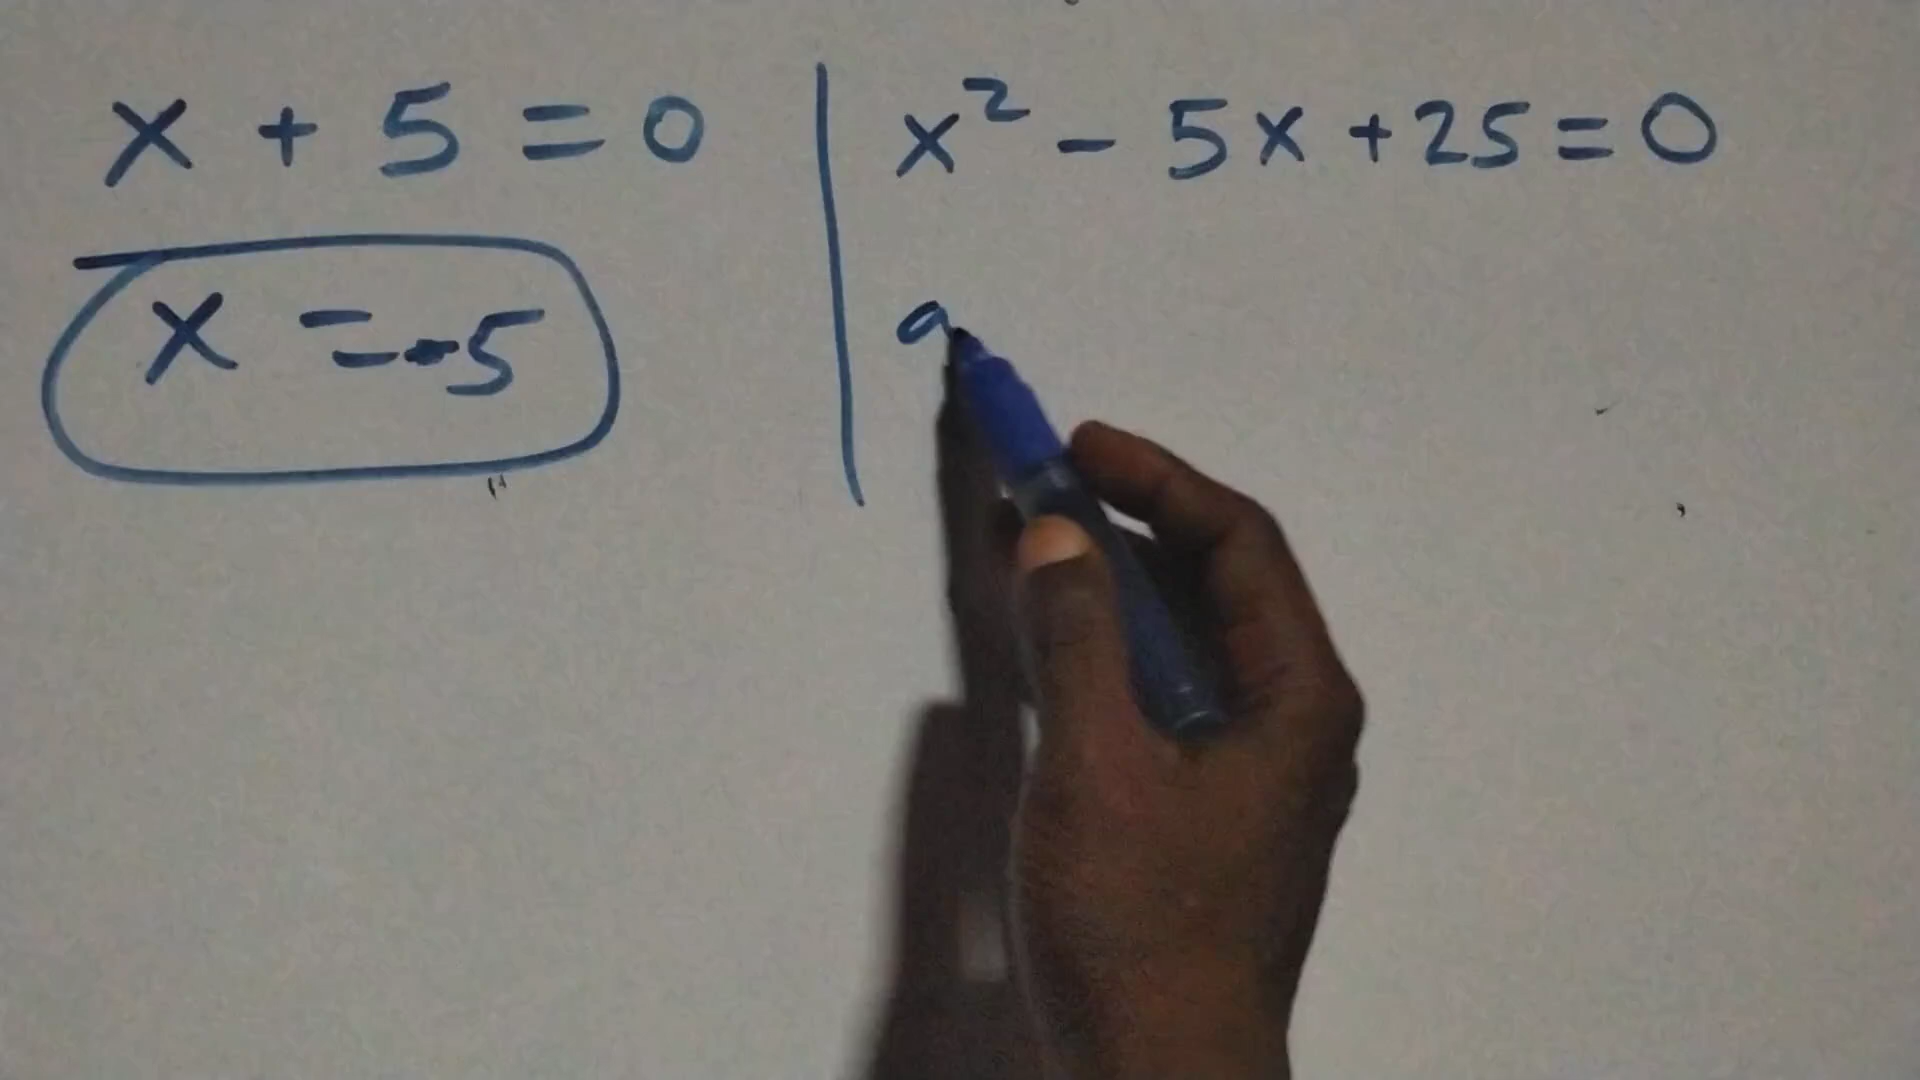 x + 5 = 0
x = -5
x² - 5x + 25 = 0
a